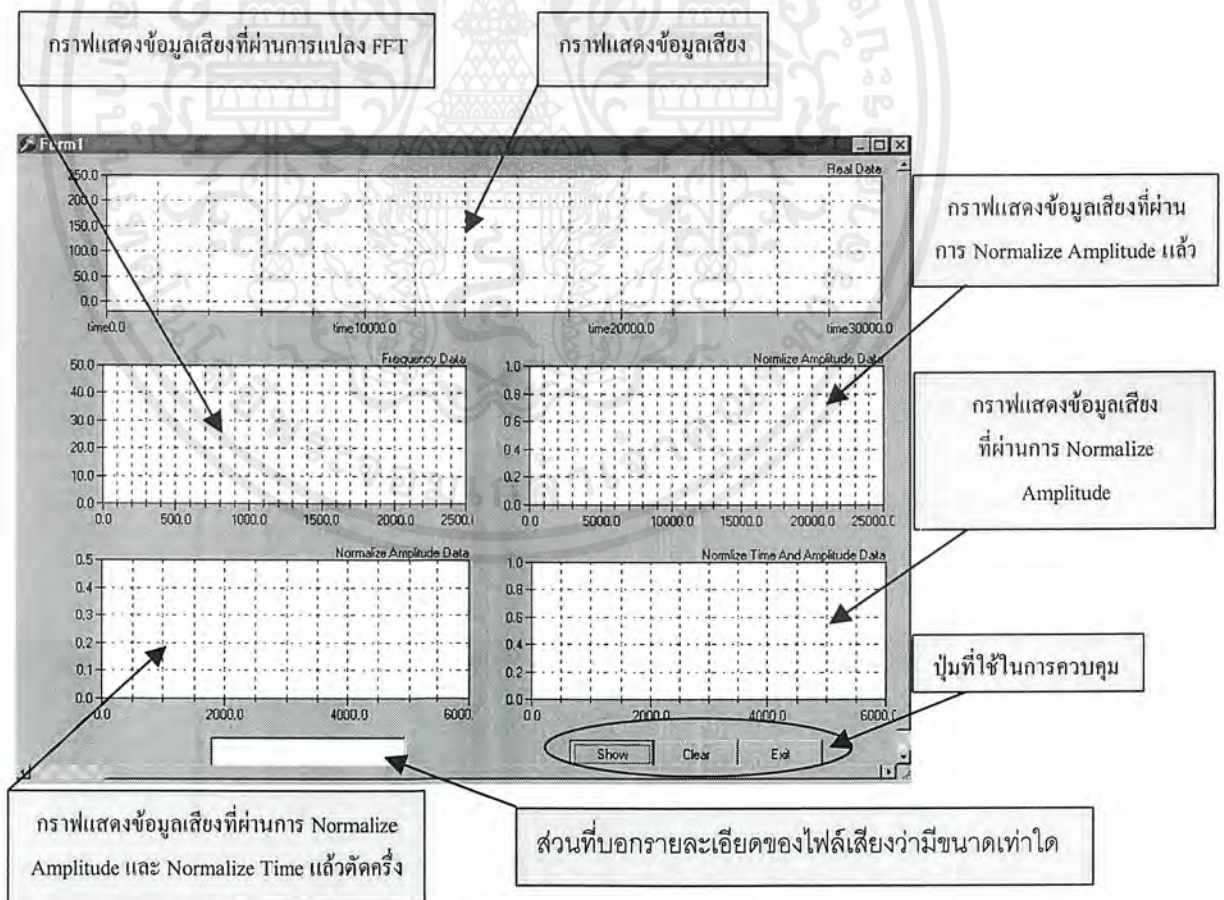 กราฟแสดงข้อมูลเสียงที่ผ่านการแปลง FFT
กราฟแสดงข้อมูลเสียง
Form1
Real Data
250.0
200.0
150.0
100.0
50.0
0.0
time0.0 time10000.0 time20000.0 time30000.0
กราฟแสดงข้อมูลเสียงที่ผ่าน
การ Normalize Amplitude แล้ว
Frequency Data
50.0
40.0
30.0
20.0
10.0
0.0
0.0 500.0 1000.0 1500.0 2000.0 2500.
Normlize Amplitude Data
1.0
0.8
0.6
0.4
0.2
0.0
0.0 5000.0 10000.0 15000.0 20000.0 25000.
กราฟแสดงข้อมูลเสียง
ที่ผ่านการ Normalize
Amplitude
Normalize Amplitude Data
0.5
0.4
0.3
0.2
0.1
0.0
0.0 2000.0 4000.0 6000.
Normlize Time And Amplitude Data
1.0
0.8
0.6
0.4
0.2
0.0
0.0 2000.0 4000.0 6000.
ปุ่มที่ใช้ในการควบคุม
Show Clear Exit
กราฟแสดงข้อมูลเสียงที่ผ่านการ Normalize
Amplitude และ Normalize Time แล้วตัดครึ่ง
ส่วนที่บอกรายละเอียดของไฟล์เสียงว่ามีขนาดเท่าใด